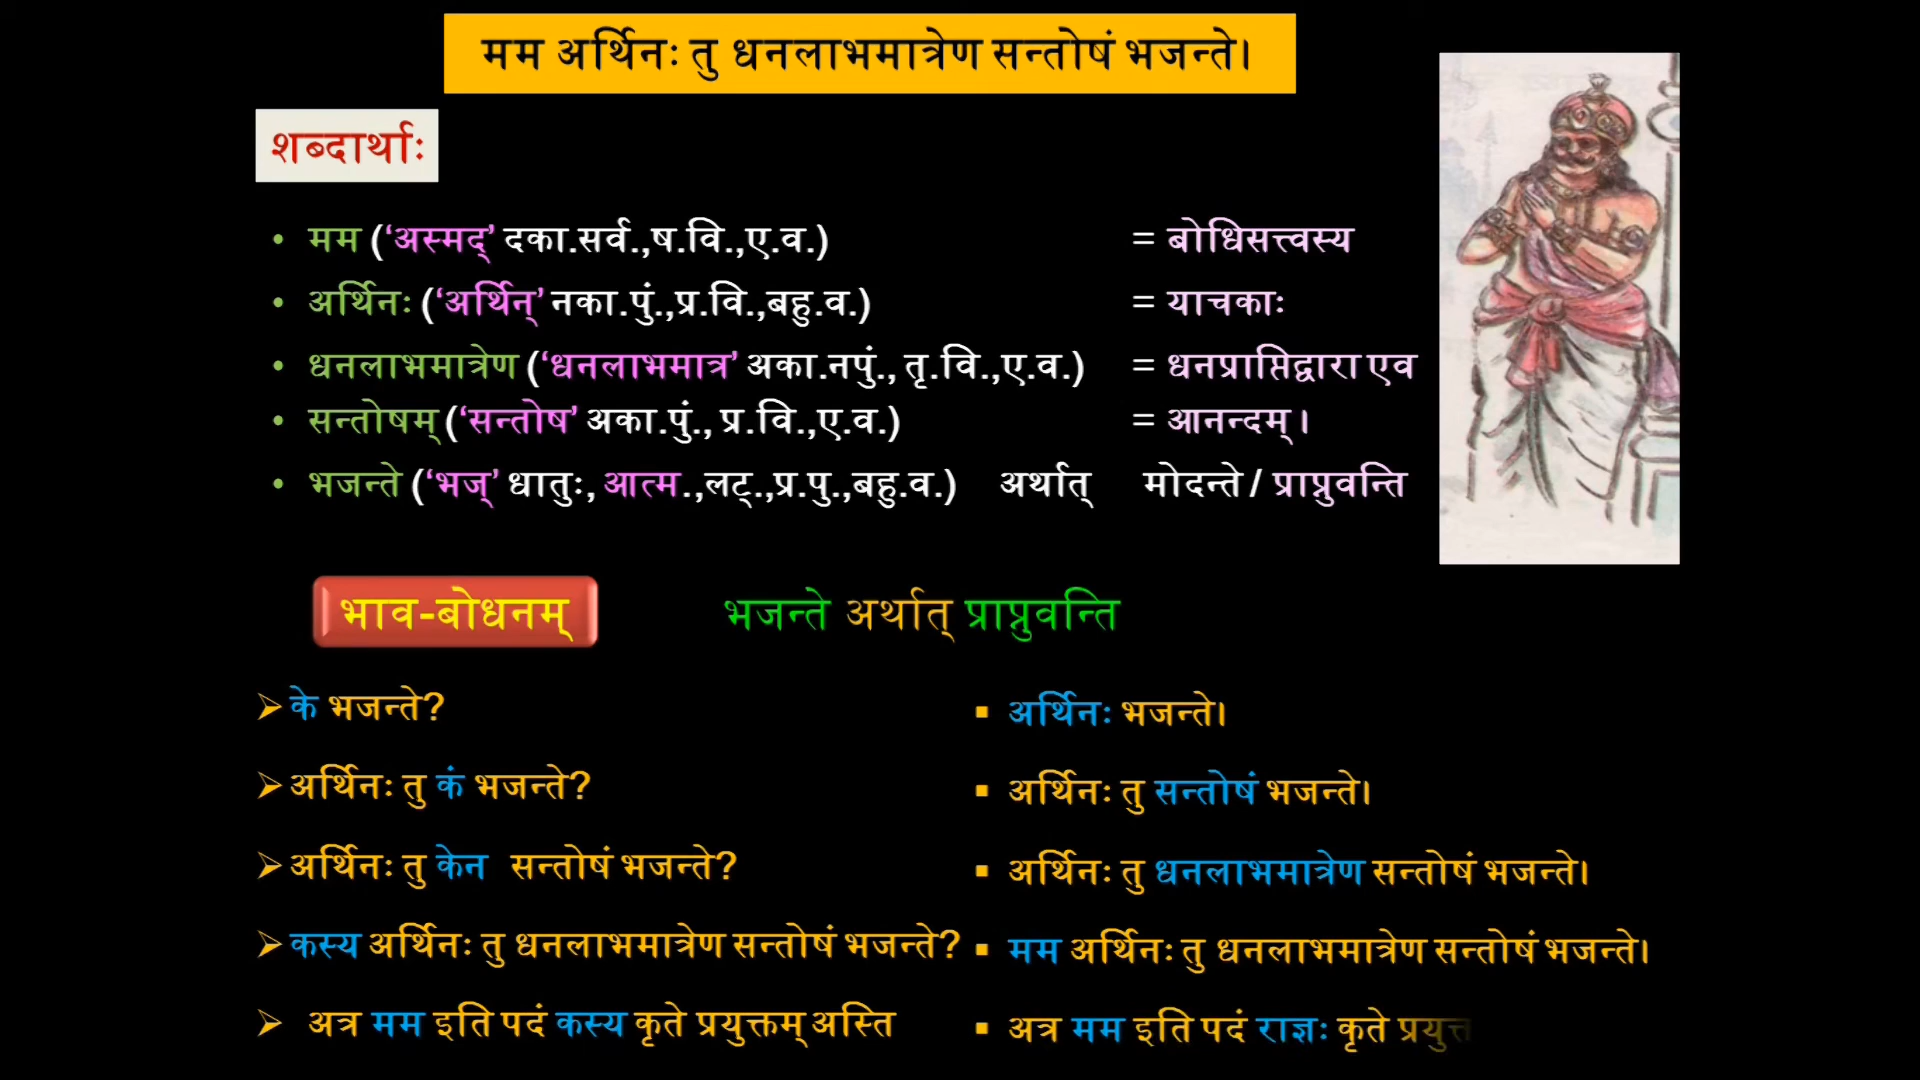 मम अर्थिनः तु धनलाभमात्रेण सन्तोषं भजन्ते।
शब्दार्थाः
• मम (‘अस्मद्’ दका.सर्व.,ष.वि.,ए.व.) = बोधिसत्त्वस्य
• अर्थिनः (‘अर्थिन्’ नका.पुं.,प्र.वि.,बहु.व.) = याचकाः
• धनलाभमात्रेण (‘धनलाभमात्र’ अका.नपुं., तृ.वि.,ए.व.) = धनप्राप्तिद्वारा एव
• सन्तोषम् (‘सन्तोष’ अका.पुं., प्र.वि.,ए.व.) = आनन्दम् ।
• भजन्ते (‘भज्’ धातुः, आत्म.,लट्.,प्र.पु.,बहु.व.) अर्थात् मोदन्ते / प्राप्नुवन्ति
भाव-बोधनम् भजन्ते अर्थात् प्राप्नुवन्ति
➢ के भजन्ते? ▪ अर्थिनः भजन्ते।
➢ अर्थिनः तु कं भजन्ते? ▪ अर्थिनः तु सन्तोषं भजन्ते।
➢ अर्थिनः तु केन सन्तोषं भजन्ते? ▪ अर्थिनः तु धनलाभमात्रेण सन्तोषं भजन्ते।
➢ कस्य अर्थिनः तु धनलाभमात्रेण सन्तोषं भजन्ते? ▪ मम अर्थिनः तु धनलाभमात्रेण सन्तोषं भजन्ते।
➢ अत्र मम इति पदं कस्य कृते प्रयुक्तम् अस्ति ▪ अत्र मम इति पदं राज्ञः कृते प्रयुक्त